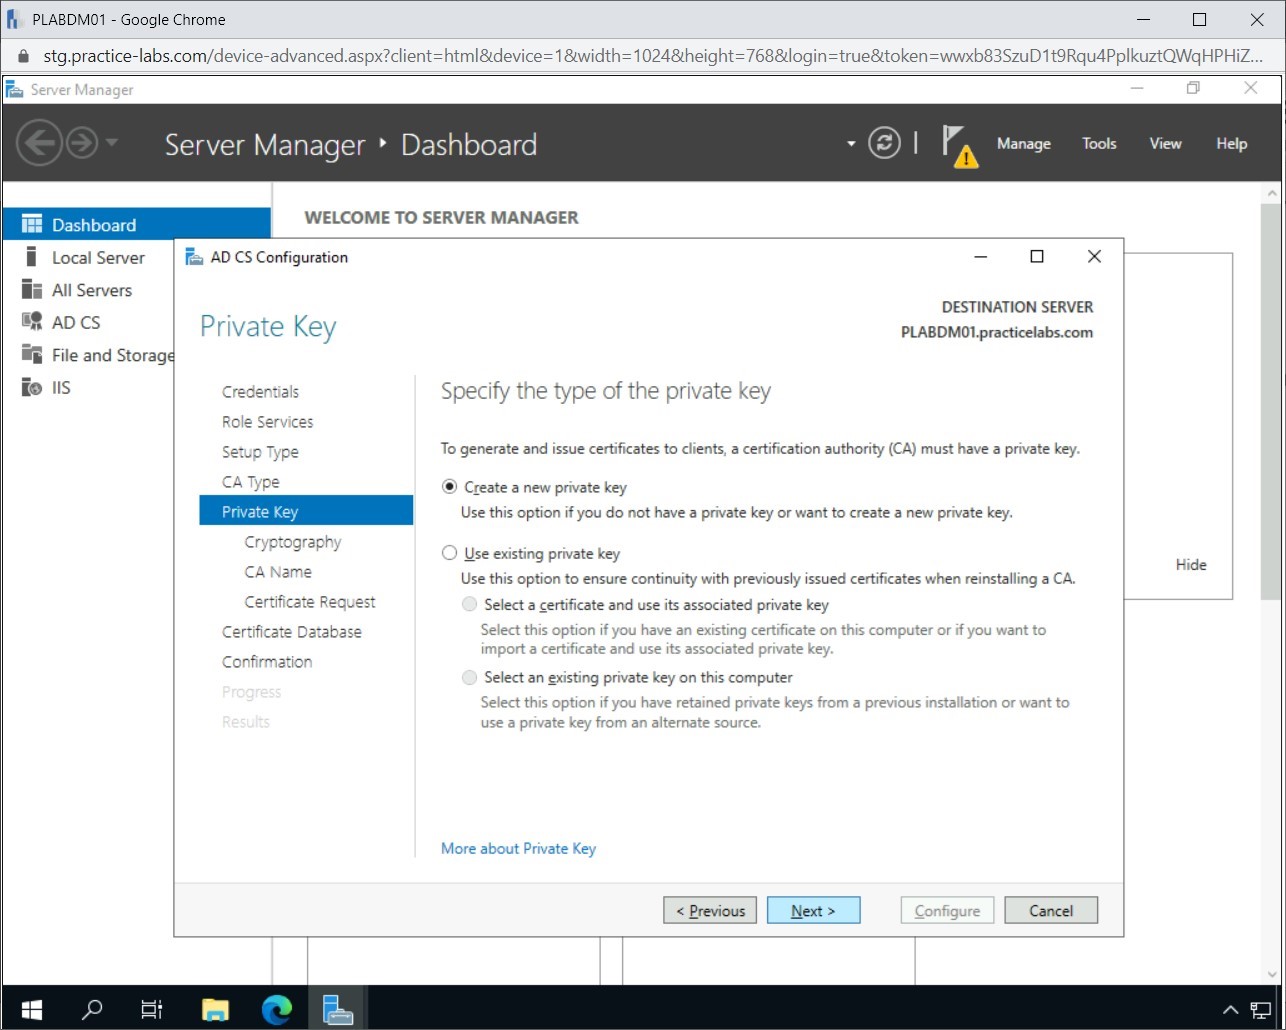 PLABDM01 - Google Chrome
stg.practice-labs.com/device-advanced.aspx?client=html&device=1&width=1024&height=768&login=true&token=wwxb83SzuD1t9Rqu4PplkuztQWqHPHiZ...
Server Manager
Server Manager ‣ Dashboard
Manage Tools View Help
Dashboard
Local Server
All Servers
AD CS
File and Storage
IIS
WELCOME TO SERVER MANAGER
Hide
AD CS Configuration
Private Key
DESTINATION SERVER
PLABDM01.practicelabs.com
Credentials
Role Services
Setup Type
CA Type
Private Key
Cryptography
CA Name
Certificate Request
Certificate Database
Confirmation
Progress
Results
Specify the type of the private key
To generate and issue certificates to clients, a certification authority (CA) must have a private key.
Create a new private key
Use this option if you do not have a private key or want to create a new private key.
Use existing private key
Use this option to ensure continuity with previously issued certificates when reinstalling a CA.
Select a certificate and use its associated private key
Select this option if you have an existing certificate on this computer or if you want to
import a certificate and use its associated private key.
Select an existing private key on this computer
Select this option if you have retained private keys from a previous installation or want to
use a private key from an alternate source.
More about Private Key
< Previous Next > Configure Cancel